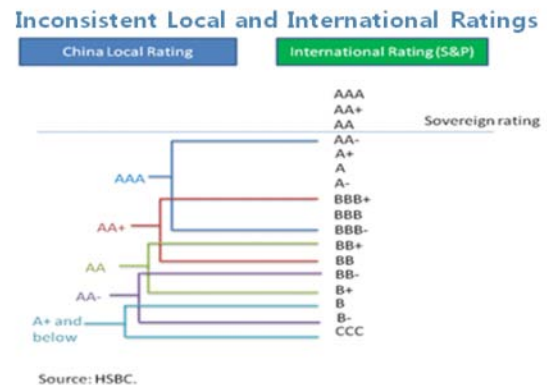 Inconsistent Local and International Ratings
China Local Rating
International Rating (S&P)
AAA
AA+
AA
Sovereign rating
AA-
A+
A
A-
BBB+
BBB
BBB-
BB+
BB
BB-
B+
B
B-
CCC
AAA
AA+
AA
AA-
A+ and
below
Source: HSBC.